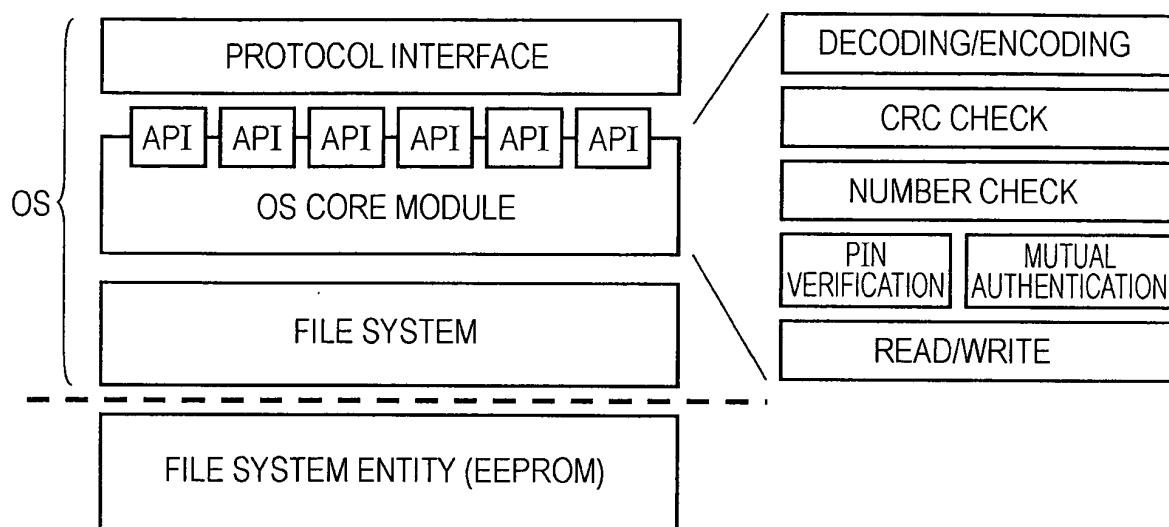 PROTOCOL INTERFACE
API API API API API API
OS CORE MODULE
OS
FILE SYSTEM
FILE SYSTEM ENTITY (EEPROM)
DECODING/ENCODING
CRC CHECK
NUMBER CHECK
PIN
VERIFICATION
MUTUAL
AUTHENTICATION
READ/WRITE